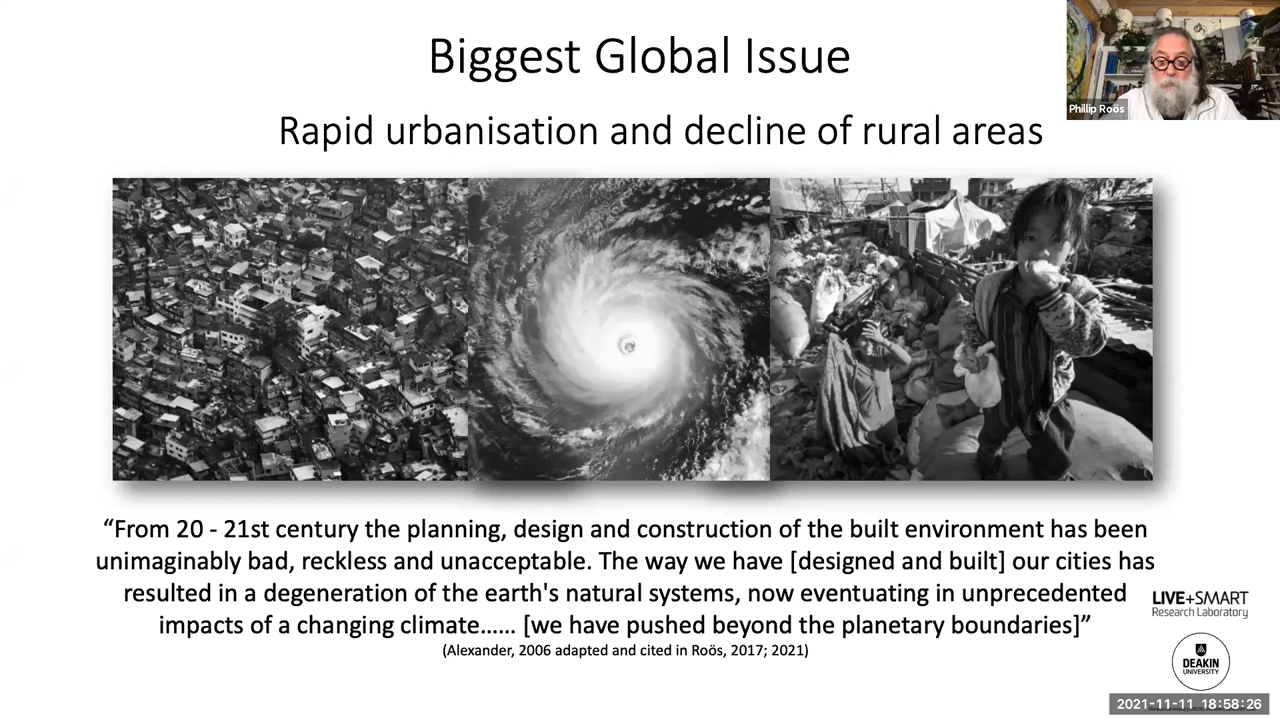 Biggest Global Issue
Phillip Roös
Rapid urbanisation and decline of rural areas
“From 20 - 21st century the planning, design and construction of the built environment has been
unimaginably bad, reckless and unacceptable. The way we have [designed and built] our cities has
resulted in a degeneration of the earth's natural systems, now eventuating in unprecedented
impacts of a changing climate…… [we have pushed beyond the planetary boundaries]”
(Alexander, 2006 adapted and cited in Roös, 2017; 2021)
LIVE+SMART
Research Laboratory
DEAKIN
UNIVERSITY
2021-11-11 18:58:26